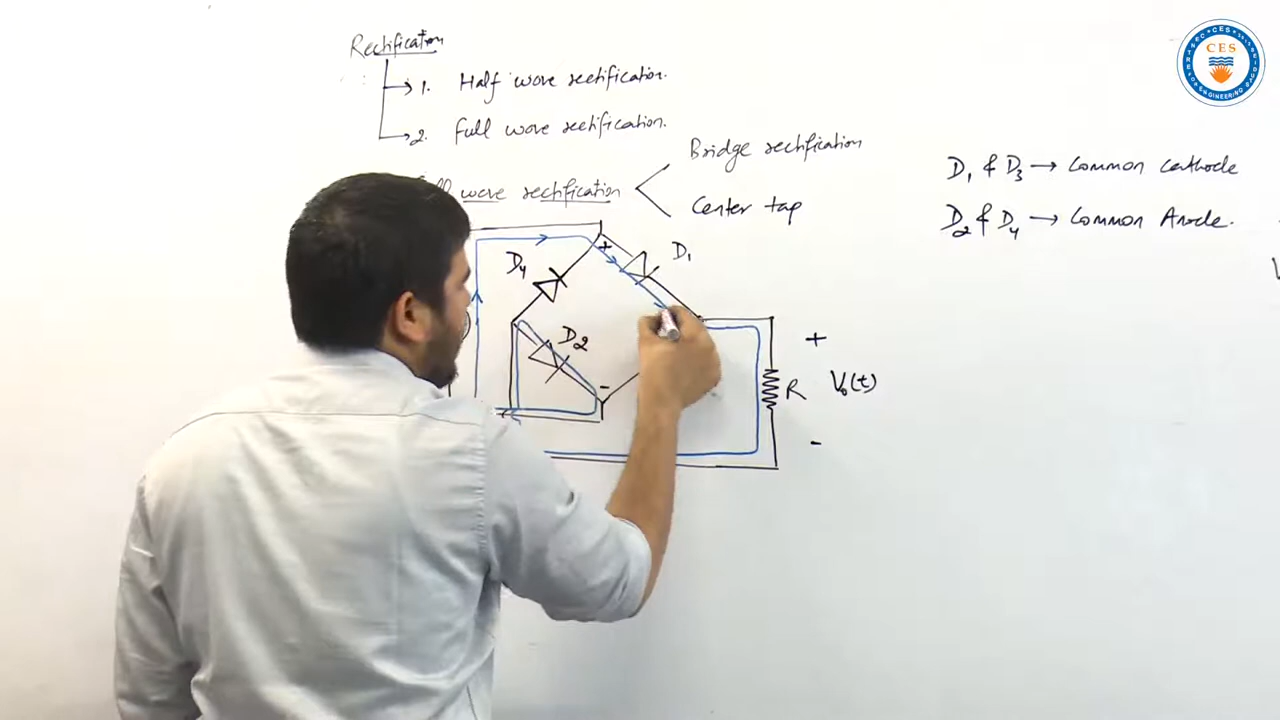 Rectification
1. Half wave rectification.
2. Full wave rectification.
wave rectification
Bridge rectification
Center tap
D1 & D3 → Common Cathode
D2 & D4 → Common Anode.
D4
+
D1
D2
-
+
R
V0(t)
-
CES